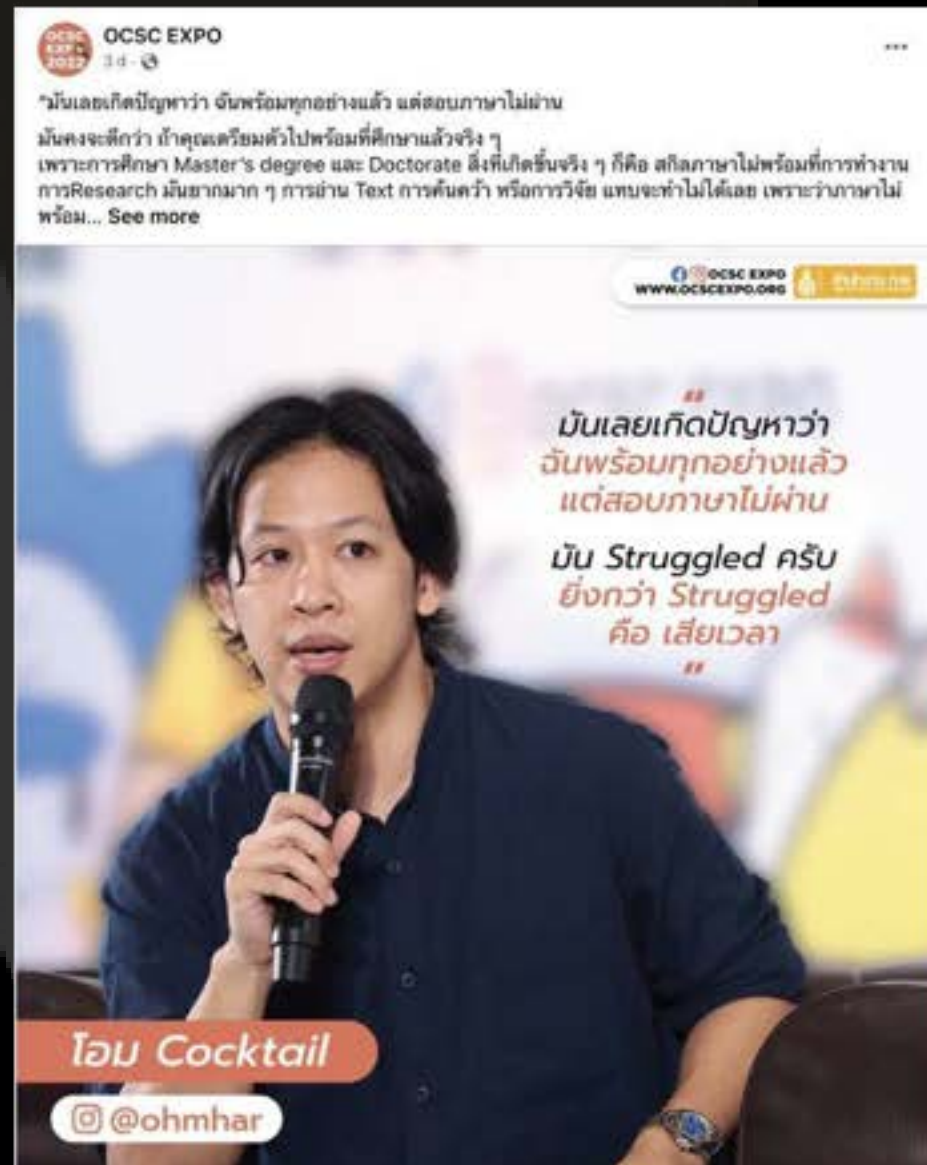 OCSC EXPO
OCSC
EXPO
2022
3 d
"มันเลยเกิดปัญหาว่า ฉันพร้อมทุกอย่างแล้ว แต่สอบภาษาไม่ผ่าน
มันคงจะดีกว่า ถ้าคุณเตรียมตัวไปพร้อมที่ศึกษาแล้วจริง ๆ
เพราะการศึกษา Master's degree และ Doctorate สิ่งที่เกิดขึ้นจริง ๆ ก็คือ สกิลภาษาไม่พร้อมที่การทำงาน
การResearch มันยากมาก ๆ การอ่าน Text การค้นคว้า หรือการวิจัย แทบจะทำไม่ได้เลย เพราะว่าภาษาไม่
พร้อม... See more
OCSC EXPO
WWW.OCSCEXPO.ORG
"
มันเลยเกิดปัญหาว่า
ฉันพร้อมทุกอย่างแล้ว
แต่สอบภาษาไม่ผ่าน
มัน Struggled ครับ
ยิ่งกว่า Struggled
คือ เสียเวลา
"
โอม Cocktail
@ohmhar